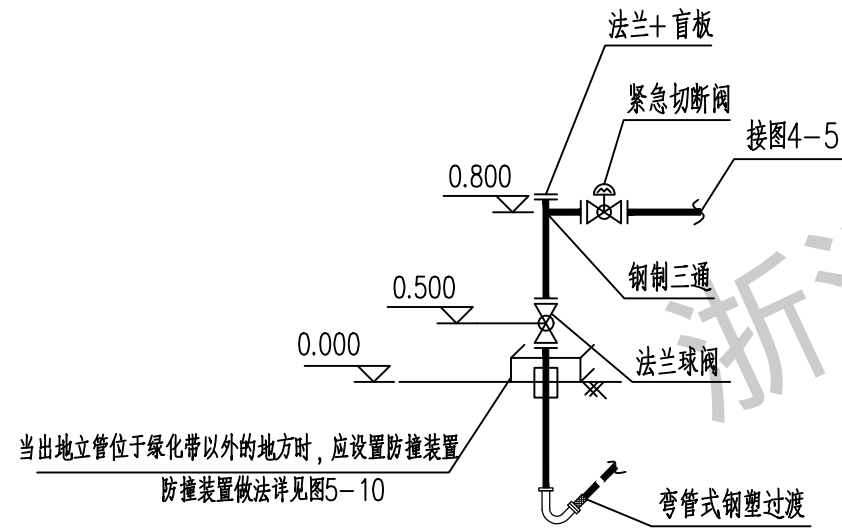 法兰+盲板
紧急切断阀
接图4-5
0.800
钢制三通
0.500
0.000
法兰球阀
当出地立管位于绿化带以外的地方时，应设置防撞装置
防撞装置做法详见图5-10
弯管式钢塑过渡
浙